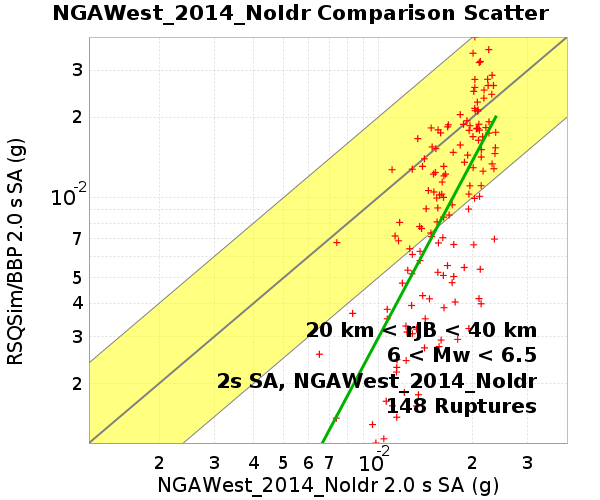 NGAWest_2014_NoIdr Comparison Scatter
RSQSim/BBP 2.0 s SA (g)
3
2
10⁻²
7
5
4
3
2
20 km < rJB < 40 km
6 < Mw < 6.5
2s SA, NGAWest_2014_NoIdr
148 Ruptures
2 3 4 5 6 7 10⁻² 2 3
NGAWest_2014_NoIdr 2.0 s SA (g)